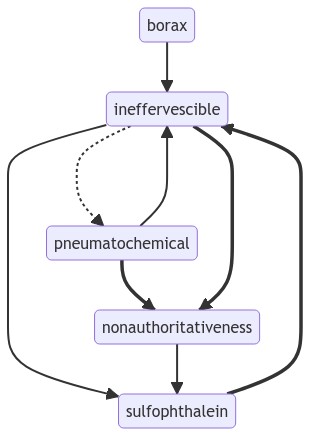 borax
ineffervescible
pneumatochemical
nonauthoritativeness
sulfophthalein